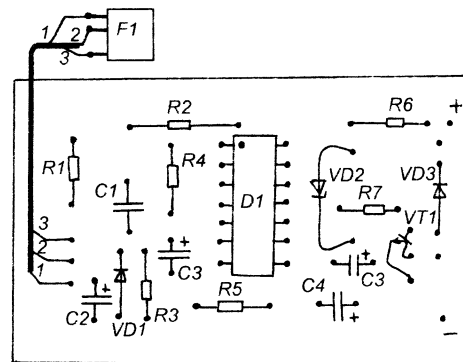 1 2 F1
3
R2 R6 +
R1 R4 VD2 VD3
C1 D1 R7
VT1
3
2
1 C3 + + C3
C2 + VD1 R3 R5 C4 +
−